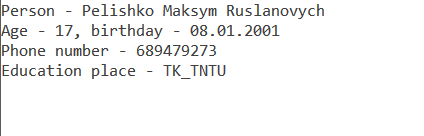 Person - Pelishko Maksym Ruslanovych
Age - 17, birthday - 08.01.2001
Phone number - 689479273
Education place - TK_TNTU